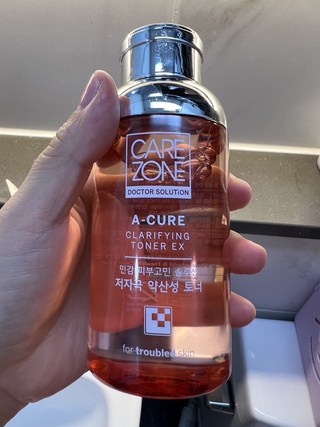 CARE
ZONE
DOCTOR SOLUTiON
A-CURE
CLARIFYING
TONER EX
민감 피부고민 솔루션
저자극 약산성 토너
for troubled skin